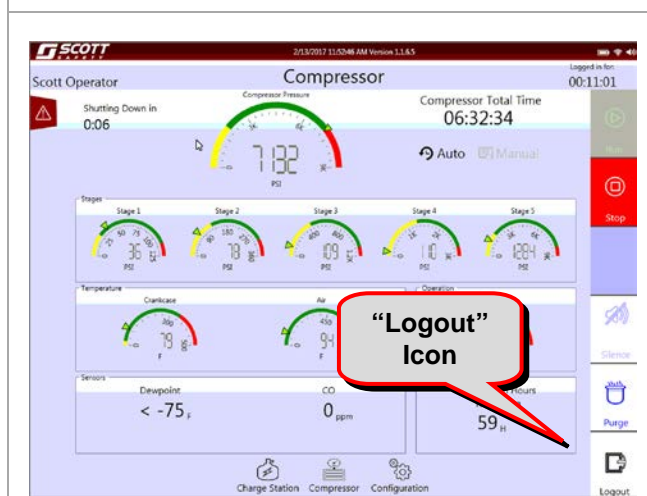 SCOTT
SAFETY
2/13/2017 11:52:46 AM Version 1.1.6.5
Scott Operator
Compressor
Logged in for:
00:11:01
Shutting Down in
0:06
Compressor Pressure
7132
PSI
Compressor Total Time
06:32:34
Auto
Manual
Run
Stop
Stages
Stage 1
Stage 2
Stage 3
Stage 4
Stage 5
36
78
109
1284
PSI
PSI
PSI
PSI
PSI
Temperature
Operation
Crankcase
Air
79
F
94
F
"Logout"
Icon
Silence
Sensors
Dewpoint
< -75 F
CO
0 ppm
Hours
59 H
Purge
Charge Station
Compressor
Configuration
Logout